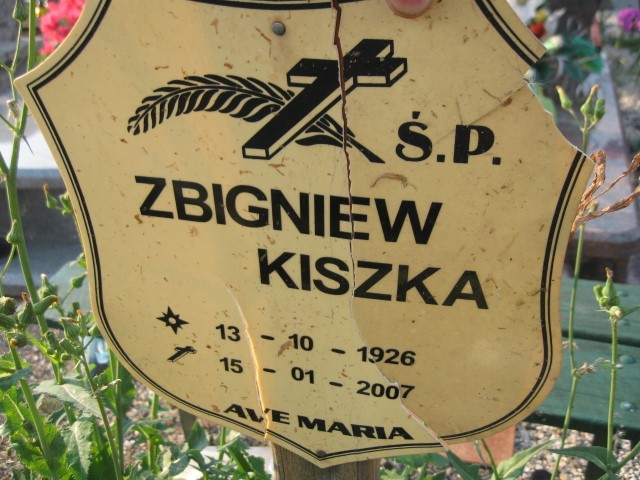 Ś.P.
ZBIGNIEW
KISZKA
13 - 10 - 1926
15 - 01 - 2007
AVE MARIA